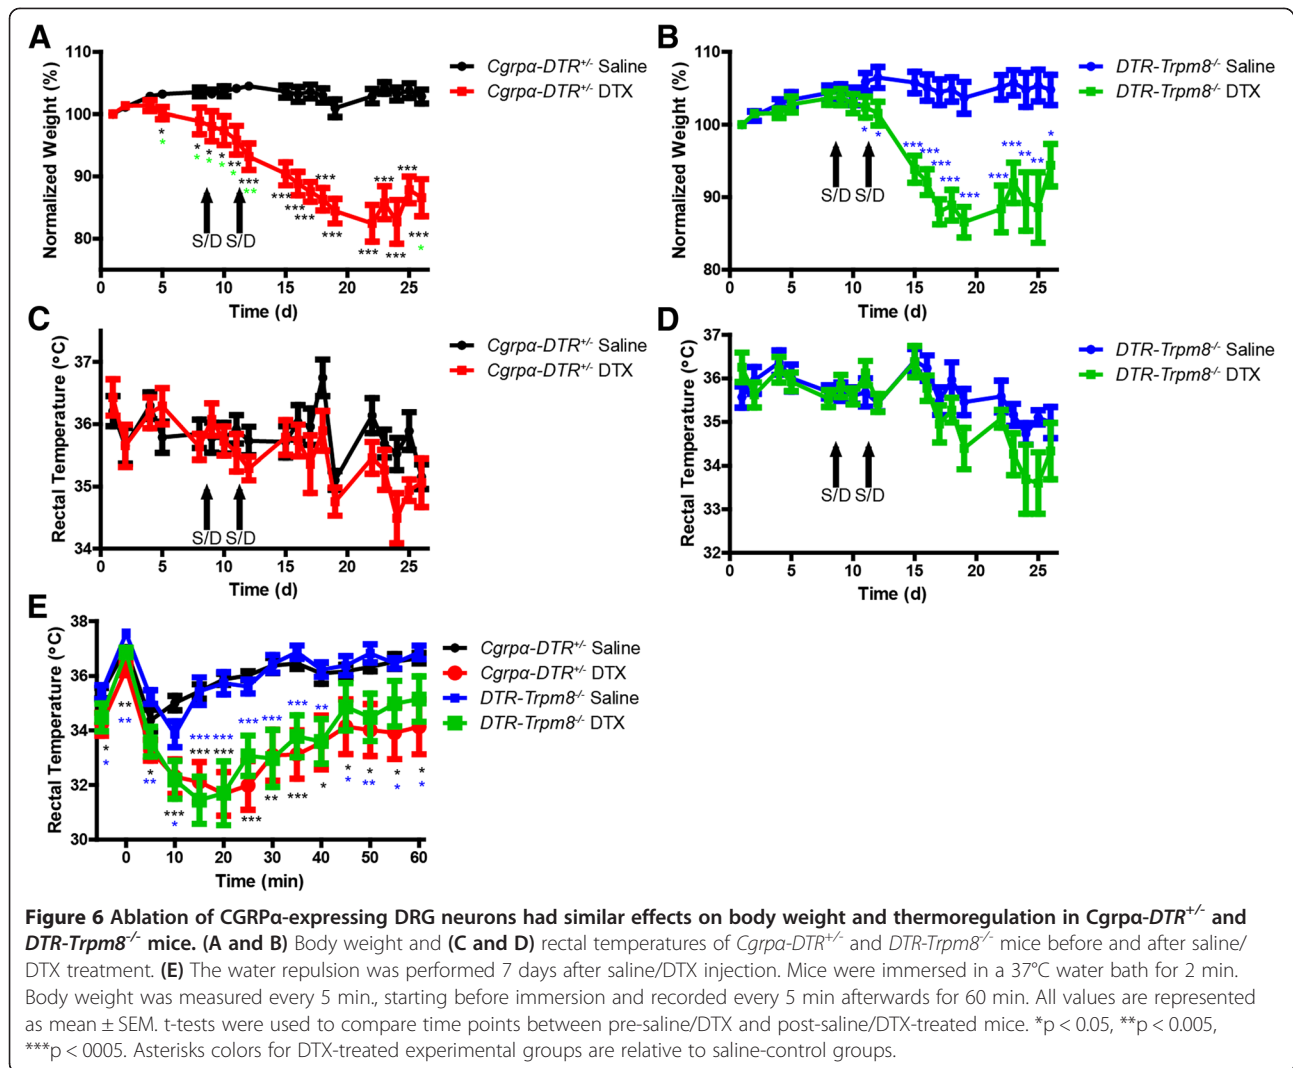 A
Normalized Weight (%)
110
100
90
80
0 5 10 15 20 25
Time (d)
S/D S/D
* * * * * ** *** *** *** *** *** *** *** *** *** *** ***
* * * * * ** *
Cgrpα-DTR+/- Saline
Cgrpα-DTR+/- DTX
B
Normalized Weight (%)
110
100
90
80
0 5 10 15 20 25
Time (d)
S/D S/D
* * *** *** *** *** *** *** *** ** ** *
DTR-Trpm8-/- Saline
DTR-Trpm8-/- DTX
C
Rectal Temperature (°C)
37
36
35
34
0 5 10 15 20 25
Time (d)
S/D S/D
Cgrpα-DTR+/- Saline
Cgrpα-DTR+/- DTX
D
Rectal Temperature (°C)
37
36
35
34
33
32
0 5 10 15 20 25
Time (d)
S/D S/D
DTR-Trpm8-/- Saline
DTR-Trpm8-/- DTX
E
Rectal Temperature (°C)
38
36
34
32
30
0 10 20 30 40 50 60
Time (min)
* ** * *** *** *** *** ** *** * * * * *
* ** ** * *** *** *** *** *** ** * ** * *
Cgrpα-DTR+/- Saline
Cgrpα-DTR+/- DTX
DTR-Trpm8-/- Saline
DTR-Trpm8-/- DTX
Figure 6 Ablation of CGRPα-expressing DRG neurons had similar effects on body weight and thermoregulation in Cgrpα-DTR+/- and
DTR-Trpm8-/- mice. (A and B) Body weight and (C and D) rectal temperatures of Cgrpα-DTR+/- and DTR-Trpm8-/- mice before and after saline/
DTX treatment. (E) The water repulsion was performed 7 days after saline/DTX injection. Mice were immersed in a 37°C water bath for 2 min.
Body weight was measured every 5 min., starting before immersion and recorded every 5 min afterwards for 60 min. All values are represented
as mean ± SEM. t-tests were used to compare time points between pre-saline/DTX and post-saline/DTX-treated mice. *p < 0.05, **p < 0.005,
***p < 0005. Asterisks colors for DTX-treated experimental groups are relative to saline-control groups.